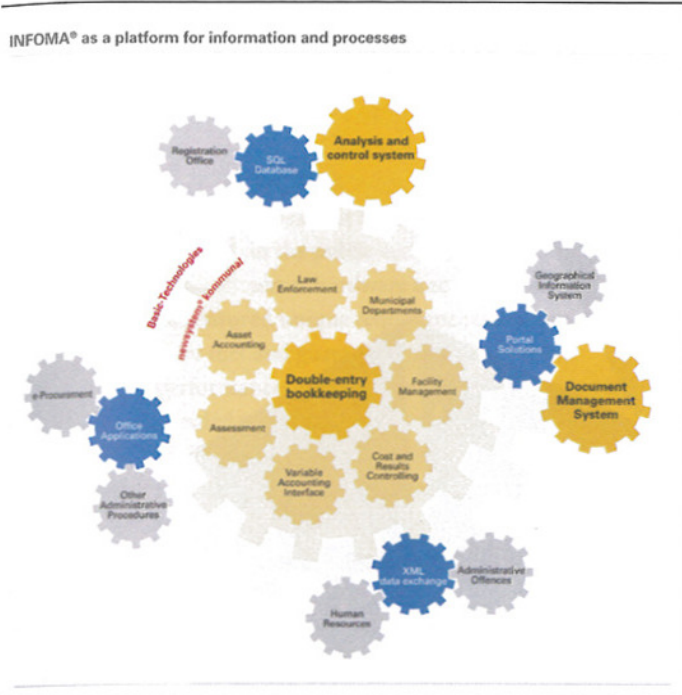 INFOMA® as a platform for information and processes
Registration
Office
SQL
Database
Analysis and
control system
Basic-Technologies
newsystem® kommunal
Law
Enforcement
Municipal
Departments
Geographical
Information
System
Asset
Accounting
Portal
Solutions
Double-entry
bookkeeping
Facility
Management
Document
Management
System
e-Procurement
Office
Applications
Assessment
Cost and
Results
Controlling
Variable
Accounting
Interface
Other
Administrative
Procedures
XML
data exchange
Administrative
Offences
Human
Resources